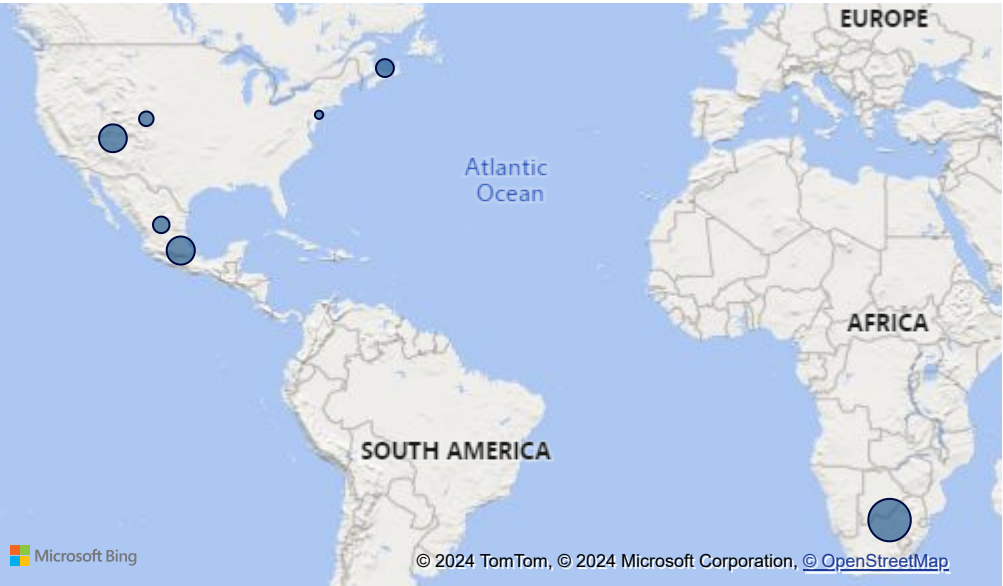 EUROPE
Atlantic
Ocean
AFRICA
SOUTH AMERICA
Microsoft Bing
© 2024 TomTom, © 2024 Microsoft Corporation, © OpenStreetMap